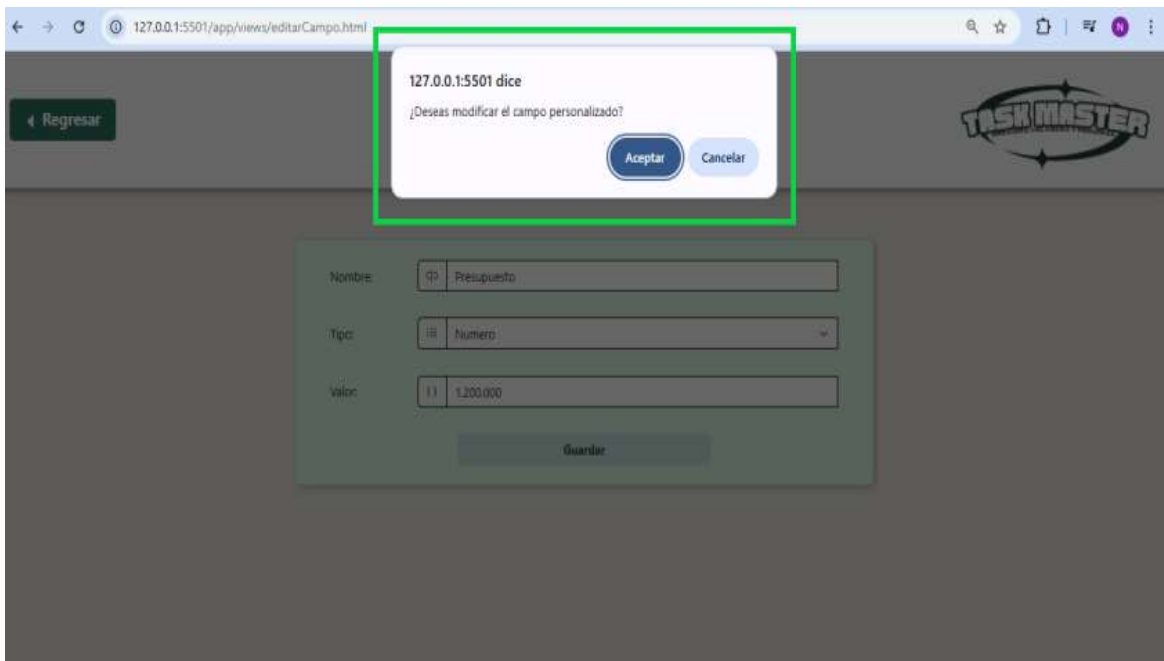 127.0.0.1:5501/app/views/editarCampo.html
N
127.0.0.1:5501 dice
¿Deseas modificar el campo personalizado?
Aceptar
Cancelar
Regresar
TASK MASTER
Nombre:
Presupuesto
Tipo:
Numero
Valor:
1.200.000
Guardar